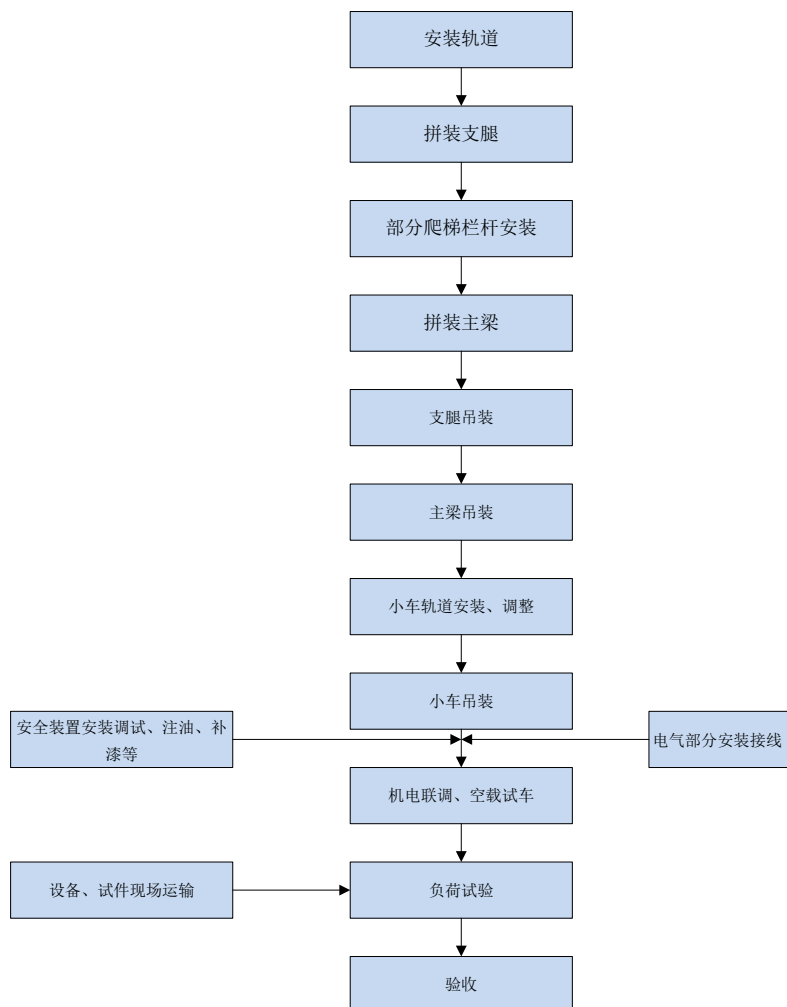 安装轨道
拼装支腿
部分爬梯栏杆安装
拼装主梁
支腿吊装
主梁吊装
小车轨道安装、调整
小车吊装
安全装置安装调试、注油、补
漆等
电气部分安装接线
机电联调、空载试车
设备、试件现场运输
负荷试验
验收